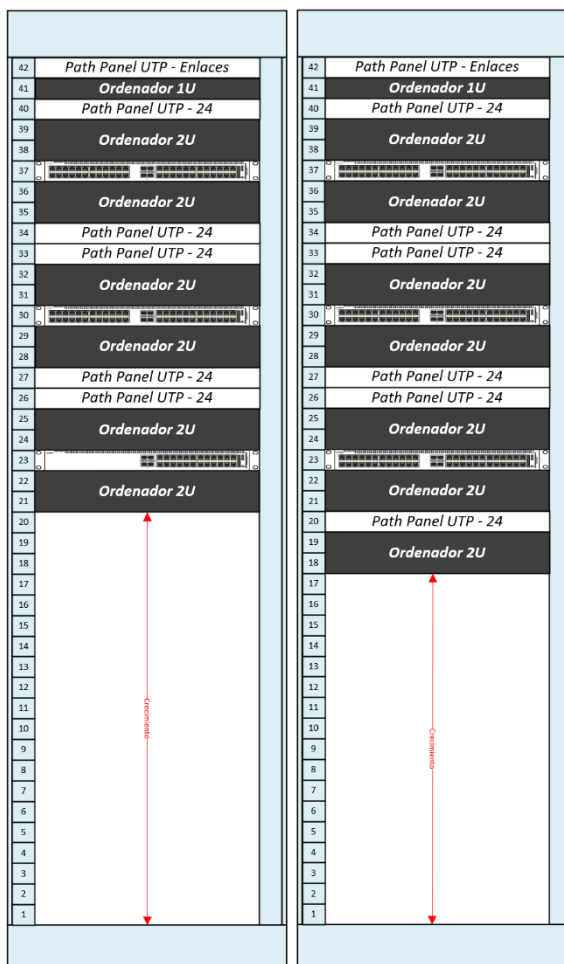 42
Path Panel UTP - Enlaces
41
Ordenador 1U
40
Path Panel UTP - 24
39
Ordenador 2U
38
37
36
Ordenador 2U
35
34
Path Panel UTP - 24
33
Path Panel UTP - 24
32
Ordenador 2U
31
30
29
Ordenador 2U
28
27
Path Panel UTP - 24
26
Path Panel UTP - 24
25
Ordenador 2U
24
23
22
Ordenador 2U
21
20
19
18
17
16
15
14
13
12
11
10
9
8
7
6
5
4
3
2
1
Crecimiento
42
Path Panel UTP - Enlaces
41
Ordenador 1U
40
Path Panel UTP - 24
39
Ordenador 2U
38
37
36
Ordenador 2U
35
34
Path Panel UTP - 24
33
Path Panel UTP - 24
32
Ordenador 2U
31
30
29
Ordenador 2U
28
27
Path Panel UTP - 24
26
Path Panel UTP - 24
25
Ordenador 2U
24
23
22
Ordenador 2U
21
20
Path Panel UTP - 24
19
Ordenador 2U
18
17
16
15
14
13
12
11
10
9
8
7
6
5
4
3
2
1
Crecimiento